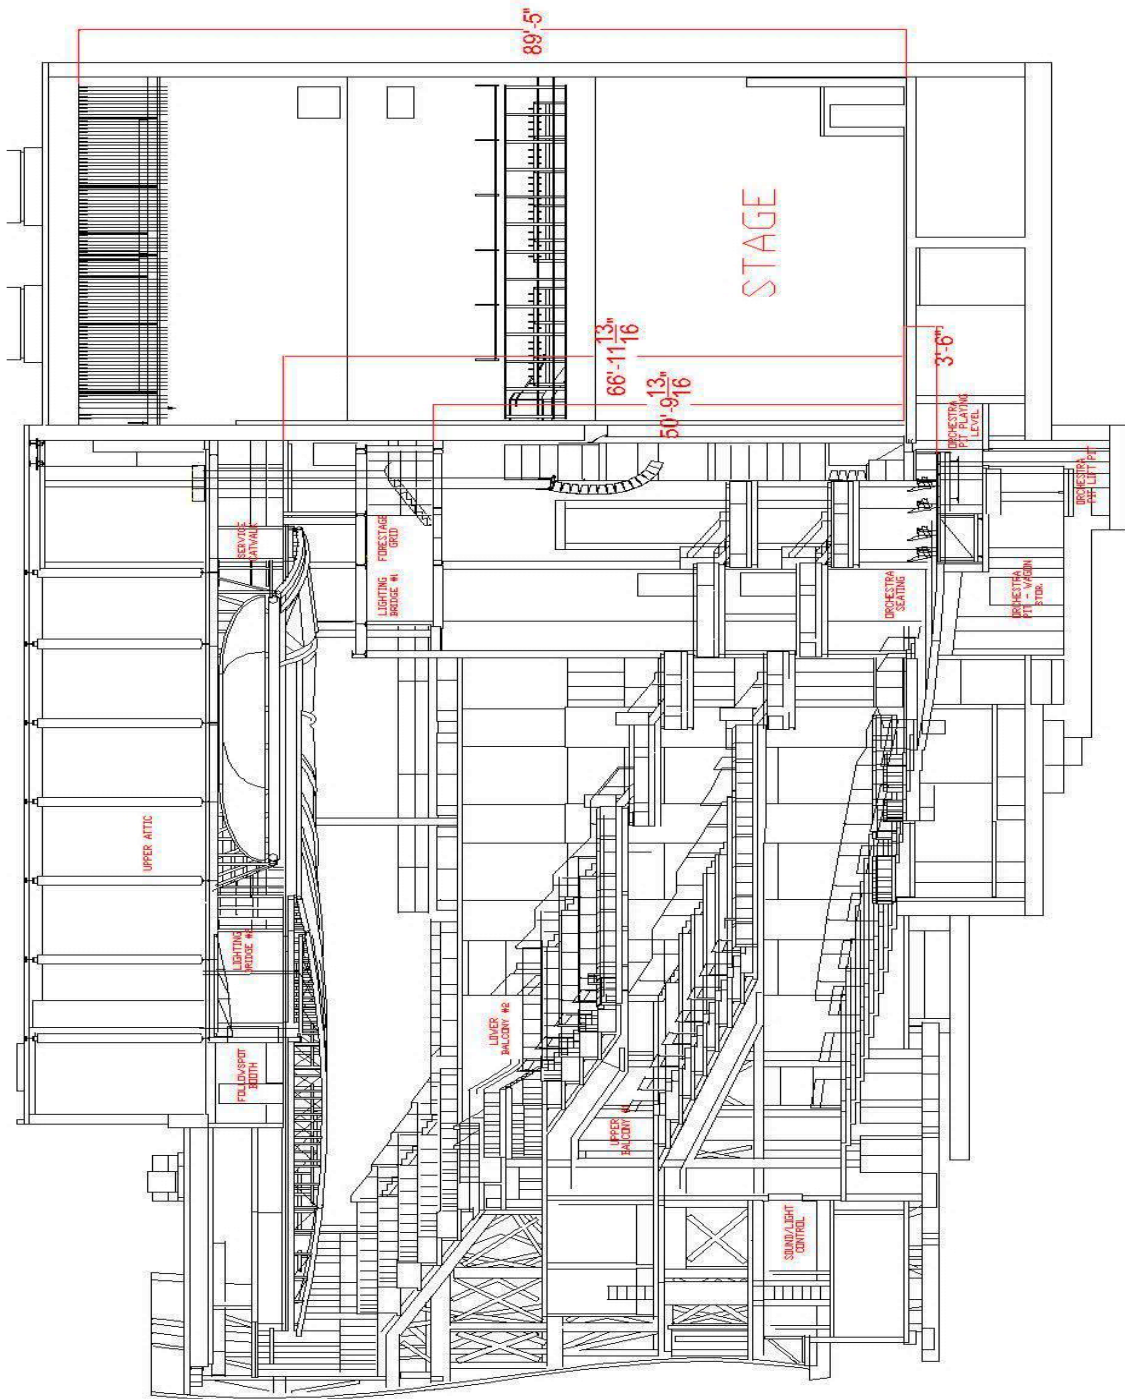 89'-5"
STAGE
66'-11 13/16"
50'-9 13/16"
3'-6"
SERVICE
CATWALK
FORESTAGE
GRID
LIGHTING
BRIDGE #1
ORCHESTRA
PIT PLAYING
LEVEL
ORCHESTRA
LIFT PIT
ORCHESTRA
SEATING
ORCHESTRA
PIT - WAGON
STOR.
UPPER ATTIC
LIGHTING
BRIDGE #2
FOLLOWSPOT
BOOTH
LOWER
BALCONY #2
UPPER
BALCONY #1
SOUND/LIGHT
CONTROL